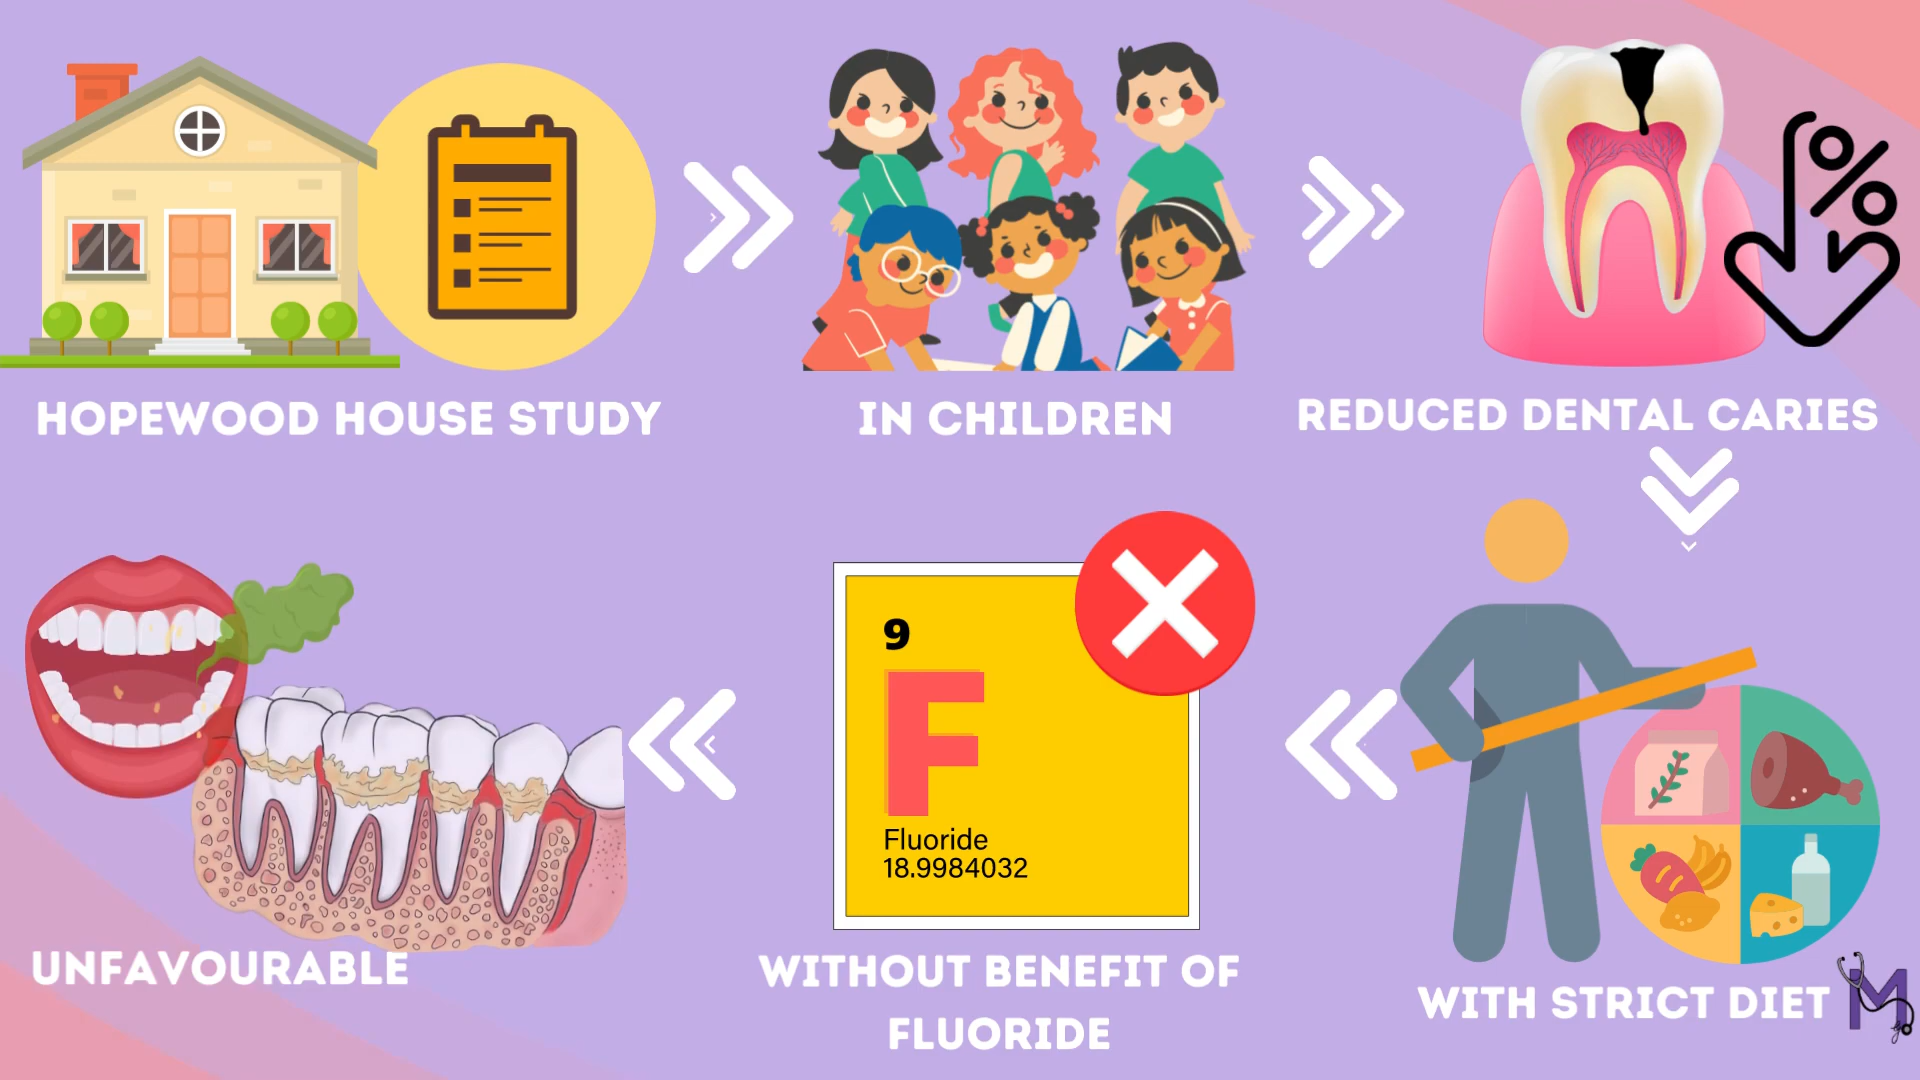 HOPEWOOD HOUSE STUDY
IN CHILDREN
REDUCED DENTAL CARIES
%
WITH STRICT DIET
M
9
F
Fluoride
18.9984032
WITHOUT BENEFIT OF
FLUORIDE
UNFAVOURABLE